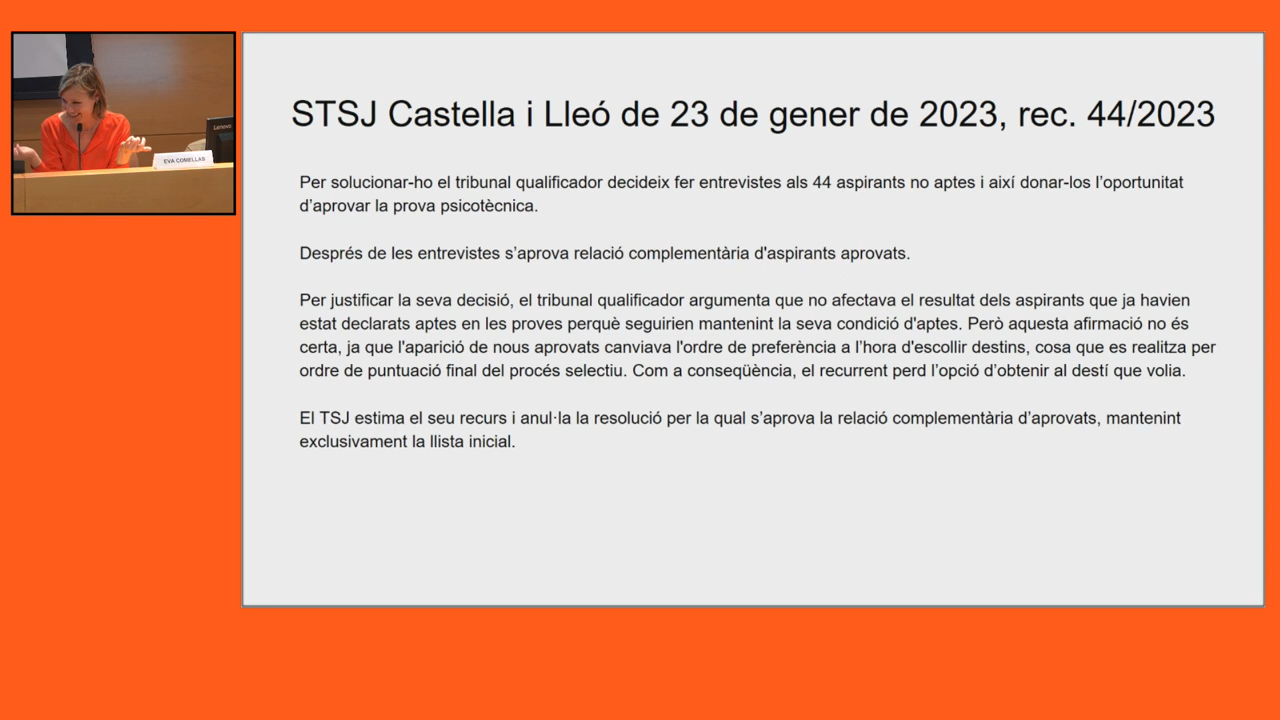 STSJ Castella i Lleó de 23 de gener de 2023, rec. 44/2023
Per solucionar-ho el tribunal qualificador decideix fer entrevistes als 44 aspirants no aptes i així donar-los l’oportunitat
d’aprovar la prova psicotècnica.
Després de les entrevistes s’aprova relació complementària d'aspirants aprovats.
Per justificar la seva decisió, el tribunal qualificador argumenta que no afectava el resultat dels aspirants que ja havien
estat declarats aptes en les proves perquè seguirien mantenint la seva condició d'aptes. Però aquesta afirmació no és
certa, ja que l'aparició de nous aprovats canviava l'ordre de preferència a l’hora d'escollir destins, cosa que es realitza per
ordre de puntuació final del procés selectiu. Com a conseqüència, el recurrent perd l’opció d’obtenir al destí que volia.
El TSJ estima el seu recurs i anul·la la resolució per la qual s’aprova la relació complementària d’aprovats, mantenint
exclusivament la llista inicial.
Lenovo
EVA COMELLAS